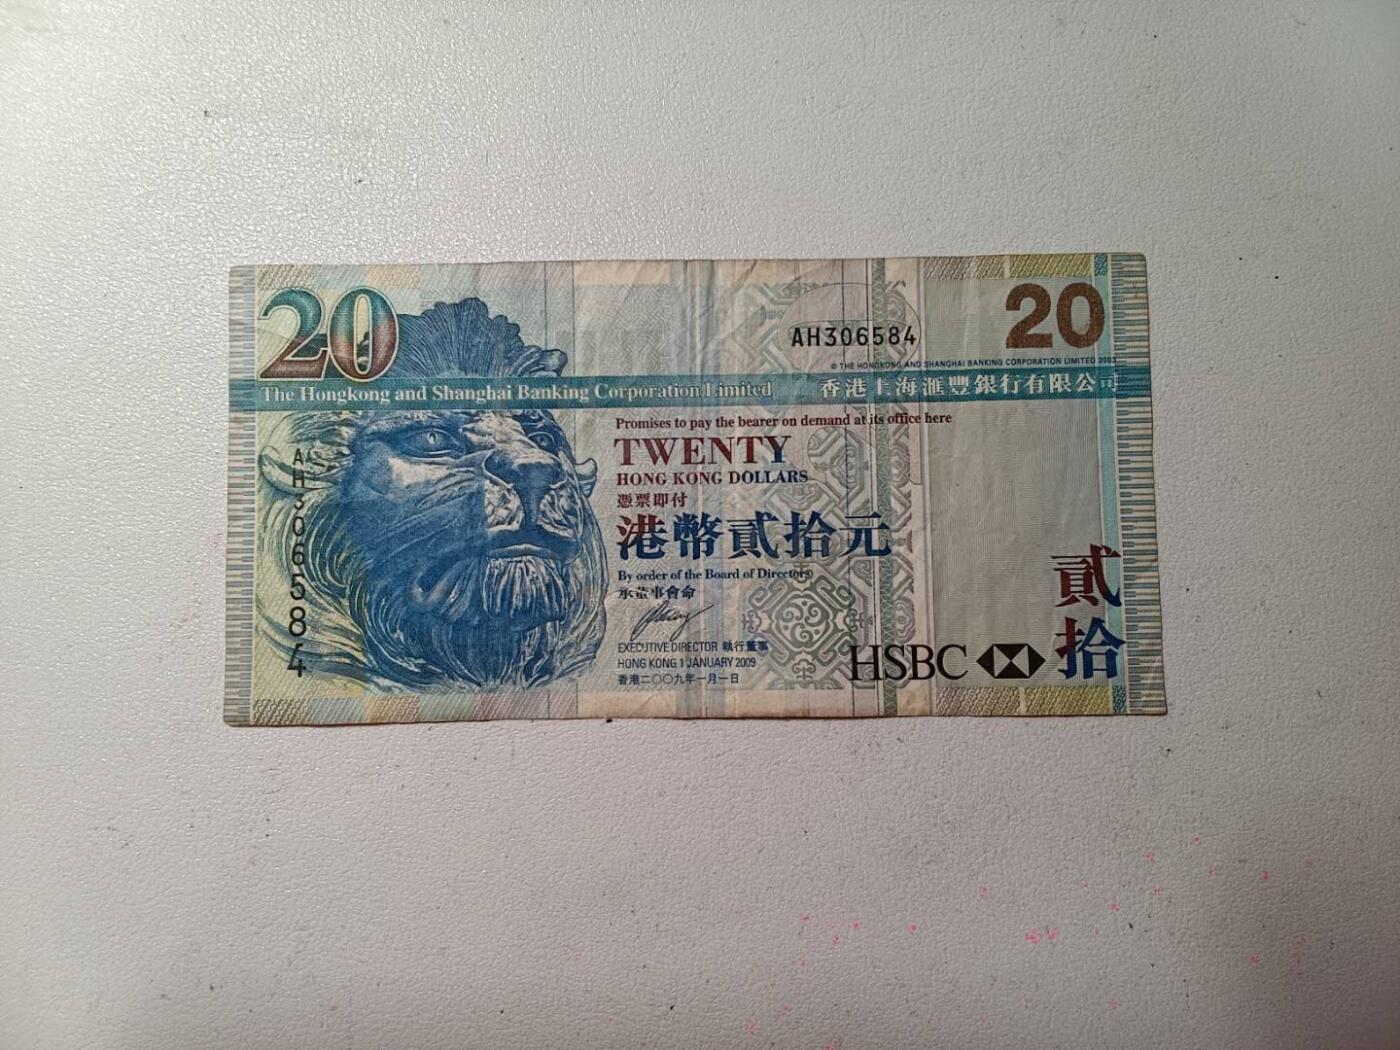 20
20
AH306584
© THE HONGKONG AND SHANGHAI BANKING CORPORATION LIMITED 2003
The Hongkong and Shanghai Banking Corporation Limited 香港上海滙豐銀行有限公司
Promises to pay the bearer on demand at its office here
TWENTY
HONG KONG DOLLARS
憑票即付
港幣貳拾元
By order of the Board of Directors
承董事會命
EXECUTIVE DIRECTOR 執行董事
HONG KONG 1 JANUARY 2009
香港二〇〇九年一月一日
AH306584
HSBC
貳拾